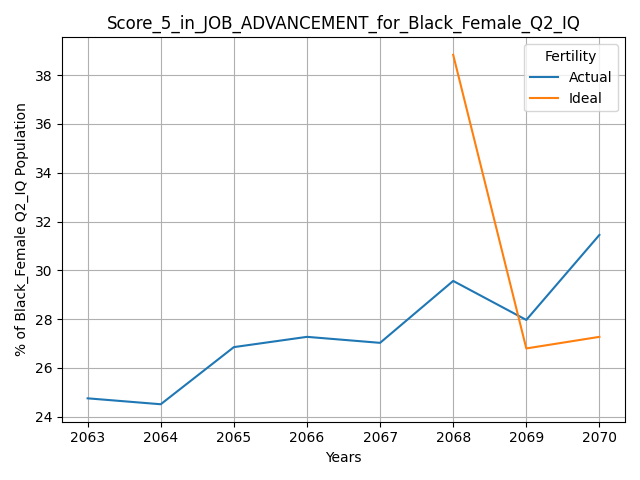 Score_5_in_JOB_ADVANCEMENT_for_Black_Female_Q2_IQ
Fertility
Actual
Ideal
% of Black_Female Q2_IQ Population
38
36
34
32
30
28
26
24
2063 2064 2065 2066 2067 2068 2069 2070
Years